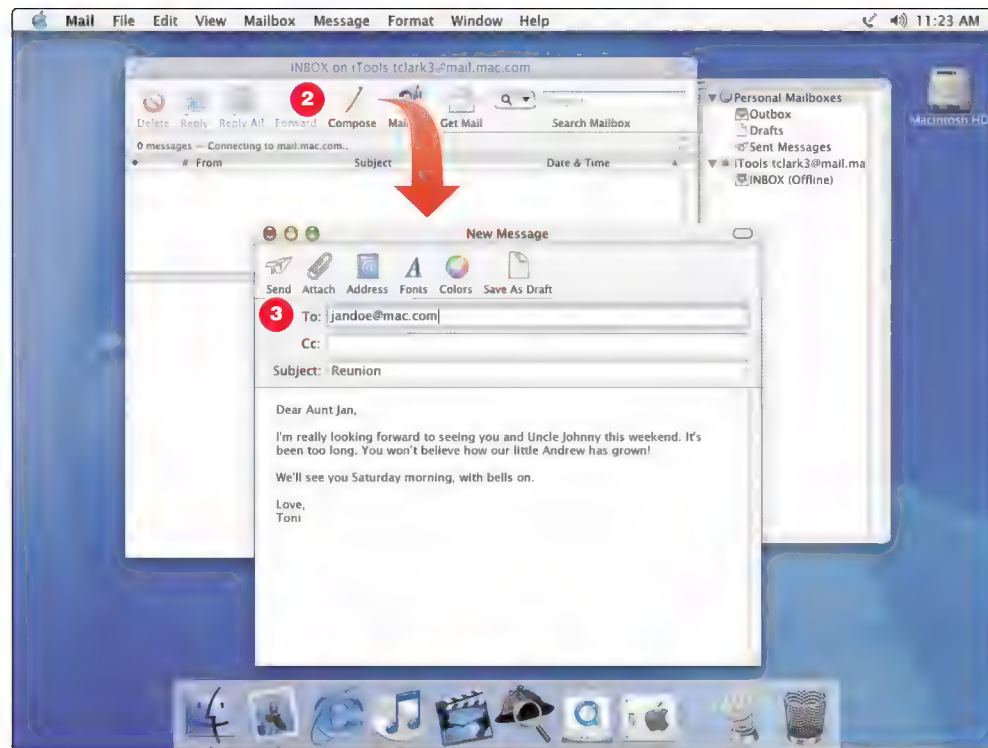 Mail File Edit View Mailbox Message Format Window Help 11:23 AM
INBOX on iTools tclark3@mail.mac.com
2
Delete Reply Reply All Forward Compose Get Mail Search Mailbox
0 messages — Connecting to mail.mac.com..
# From Subject Date & Time
Personal Mailboxes
Outbox
Drafts
Sent Messages
iTools tclark3@mail.ma
INBOX (Offline)
Macintosh HD
New Message
Send Attach Address Fonts Colors Save As Draft
3 To: jandoe@mac.com
Cc:
Subject: Reunion
Dear Aunt Jan,
I'm really looking forward to seeing you and Uncle Johnny this weekend. It's
been too long. You won't believe how our little Andrew has grown!
We'll see you Saturday morning, with bells on.
Love,
Toni